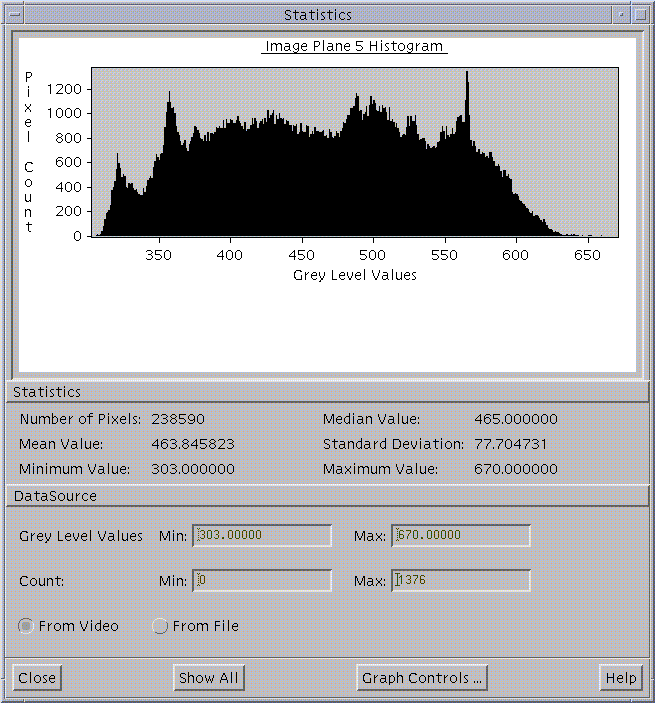 Statistics
Image Plane 5 Histogram
Pixel Count
1200
1000
800
600
400
200
0
350 400 450 500 550 600 650
Grey Level Values
Statistics
Number of Pixels: 238590 Median Value: 465.000000
Mean Value: 463.845823 Standard Deviation: 77.704731
Minimum Value: 303.000000 Maximum Value: 670.000000
DataSource
Grey Level Values Min: 303.00000 Max: 670.00000
Count: Min: 0 Max: 1376
From Video From File
Close Show All Graph Controls ... Help